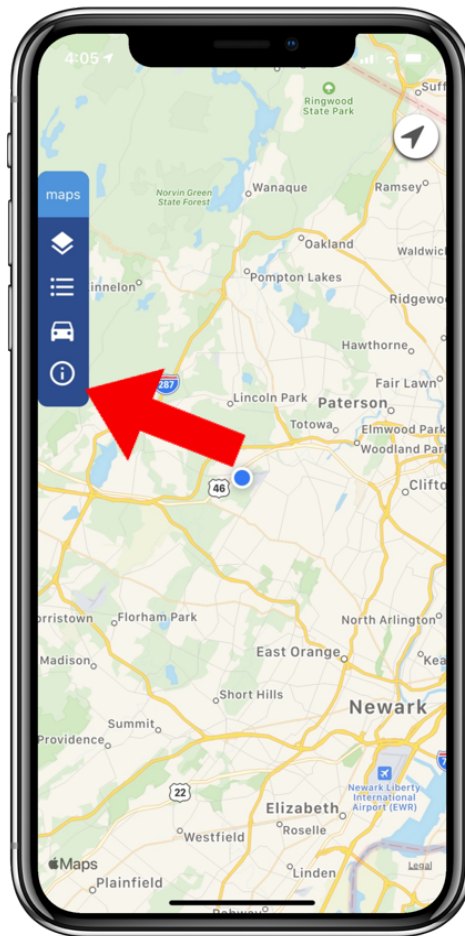 4:05
Suff
Ringwood
State Park
Wanaque
Ramsey
Norvin Green
State Forest
maps
Oakland
Waldwic
innelon
Pompton Lakes
Ridgewo
Hawthorne
287
Fair Lawn
Lincoln Park
Paterson
Totowa
Elmwood Park
Woodland Par
46
Clifto
orristown
Florham Park
North Arlington
East Orange
Madison
Kea
Short Hills
Newark
Summit
Providence
7
Newark Liberty
International
Airport (EWR)
22
Elizabeth
Roselle
Westfield
Maps
Legal
Linden
Plainfield
Rahway